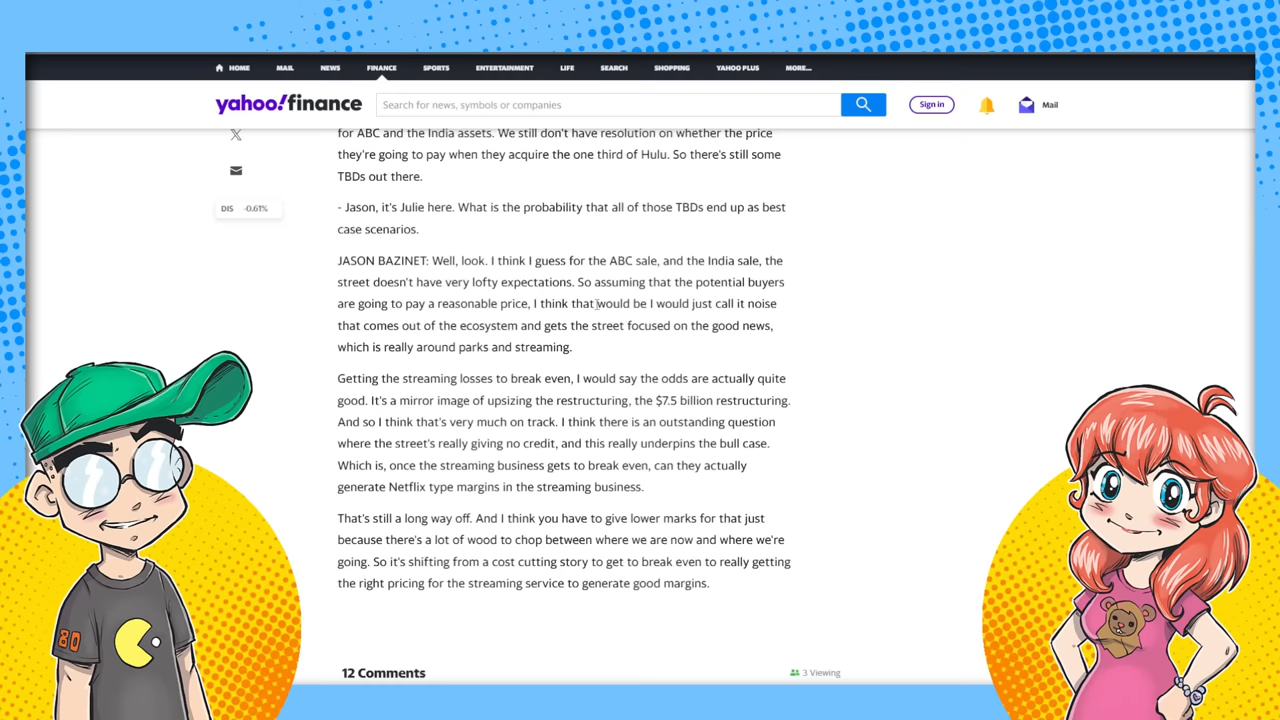 HOME MAIL NEWS FINANCE SPORTS ENTERTAINMENT LIFE SEARCH SHOPPING YAHOO PLUS MORE...
yahoo!finance Search for news, symbols or companies Sign in Mail
for ABC and the India assets. We still don't have resolution on whether the price
they're going to pay when they acquire the one third of Hulu. So there's still some
TBDs out there.
DIS -0.61%
- Jason, it's Julie here. What is the probability that all of those TBDs end up as best
case scenarios.
JASON BAZINET: Well, look. I think I guess for the ABC sale, and the India sale, the
street doesn't have very lofty expectations. So assuming that the potential buyers
are going to pay a reasonable price, I think that would be I would just call it noise
that comes out of the ecosystem and gets the street focused on the good news,
which is really around parks and streaming.
Getting the streaming losses to break even, I would say the odds are actually quite
good. It's a mirror image of upsizing the restructuring, the $7.5 billion restructuring.
And so I think that's very much on track. I think there is an outstanding question
where the street's really giving no credit, and this really underpins the bull case.
Which is, once the streaming business gets to break even, can they actually
generate Netflix type margins in the streaming business.
That's still a long way off. And I think you have to give lower marks for that just
because there's a lot of wood to chop between where we are now and where we're
going. So it's shifting from a cost cutting story to get to break even to really getting
the right pricing for the streaming service to generate good margins.
80
12 Comments 3 Viewing